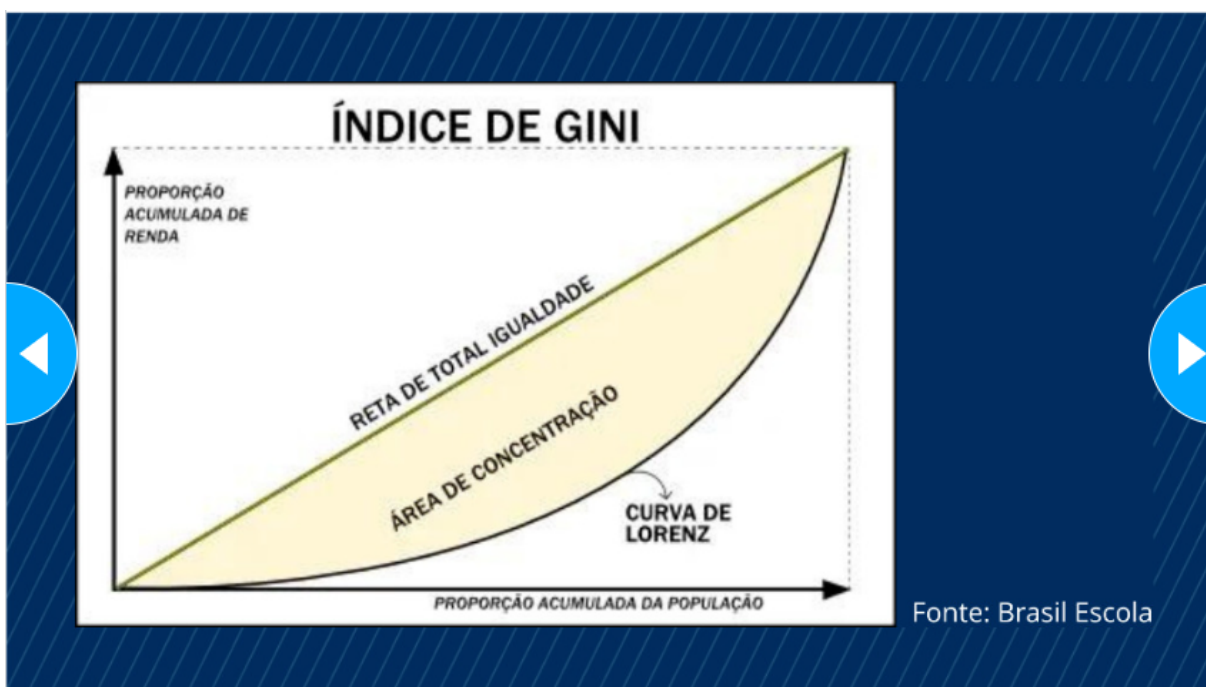 ÍNDICE DE GINI
PROPORÇÃO
ACUMULADA DE
RENDA
RETA DE TOTAL IGUALDADE
ÁREA DE CONCENTRAÇÃO
CURVA DE
LORENZ
PROPORÇÃO ACUMULADA DA POPULAÇÃO
Fonte: Brasil Escola